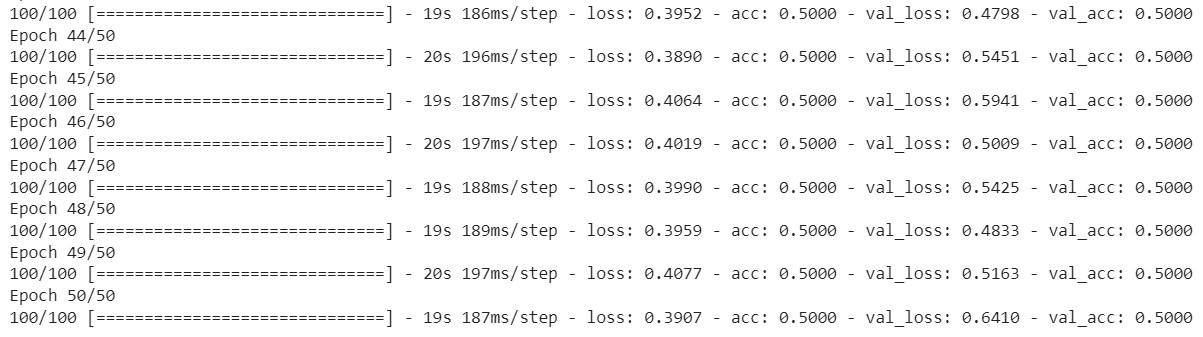 100/100 [==============================] - 19s 186ms/step - loss: 0.3952 - acc: 0.5000 - val_loss: 0.4798 - val_acc: 0.5000
Epoch 44/50
100/100 [==============================] - 20s 196ms/step - loss: 0.3890 - acc: 0.5000 - val_loss: 0.5451 - val_acc: 0.5000
Epoch 45/50
100/100 [==============================] - 19s 187ms/step - loss: 0.4064 - acc: 0.5000 - val_loss: 0.5941 - val_acc: 0.5000
Epoch 46/50
100/100 [==============================] - 20s 197ms/step - loss: 0.4019 - acc: 0.5000 - val_loss: 0.5009 - val_acc: 0.5000
Epoch 47/50
100/100 [==============================] - 19s 188ms/step - loss: 0.3990 - acc: 0.5000 - val_loss: 0.5425 - val_acc: 0.5000
Epoch 48/50
100/100 [==============================] - 19s 189ms/step - loss: 0.3959 - acc: 0.5000 - val_loss: 0.4833 - val_acc: 0.5000
Epoch 49/50
100/100 [==============================] - 20s 197ms/step - loss: 0.4077 - acc: 0.5000 - val_loss: 0.5163 - val_acc: 0.5000
Epoch 50/50
100/100 [==============================] - 19s 187ms/step - loss: 0.3907 - acc: 0.5000 - val_loss: 0.6410 - val_acc: 0.5000